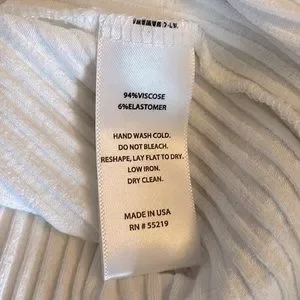 94%VISCOSE
6%ELASTOMER
HAND WASH COLD.
DO NOT BLEACH.
RESHAPE, LAY FLAT TO DRY.
LOW IRON.
DRY CLEAN.
MADE IN USA
RN # 55219